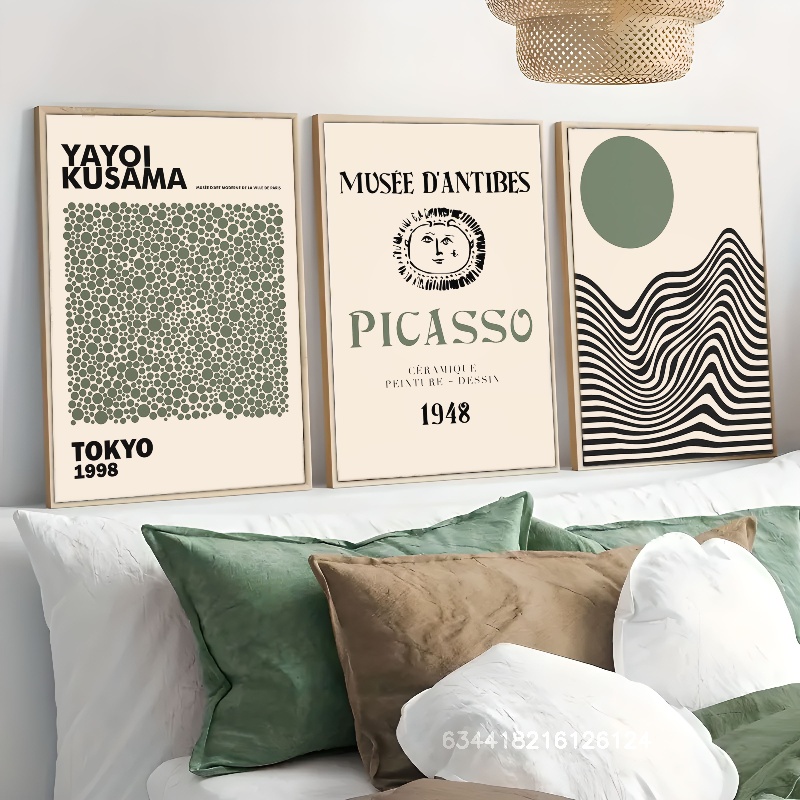 YAYOI
KUSAMA
MUSÉE D'ART MODERNE DE LA VILLE DE PARIS
TOKYO
1998
MUSÉE D'ANTIBES
PICASSO
CÉRAMIQUE
PEINTURE - DESSIN
1948
634418216126124